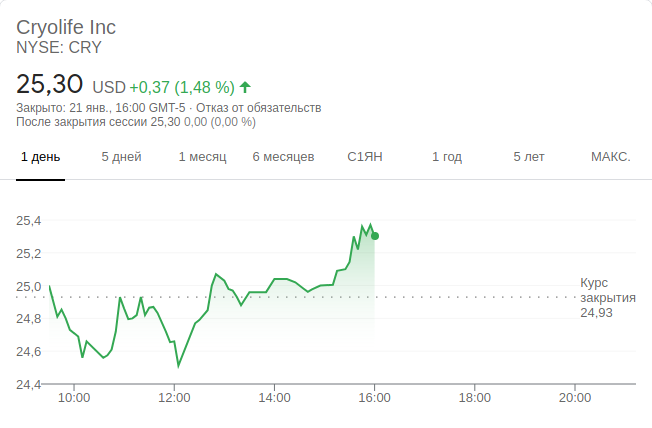 Cryolife Inc
NYSE: CRY
25,30 USD +0,37 (1,48 %)
Закрыто: 21 янв., 16:00 GMT-5 · Отказ от обязательств
После закрытия сессии 25,30 0,00 (0,00 %)
1 день 5 дней 1 месяц 6 месяцев С1ЯН 1 год 5 лет МАКС.
25,4
25,2
25,0
24,8
24,6
24,4
Курс
закрытия
24,93
10:00 12:00 14:00 16:00 18:00 20:00